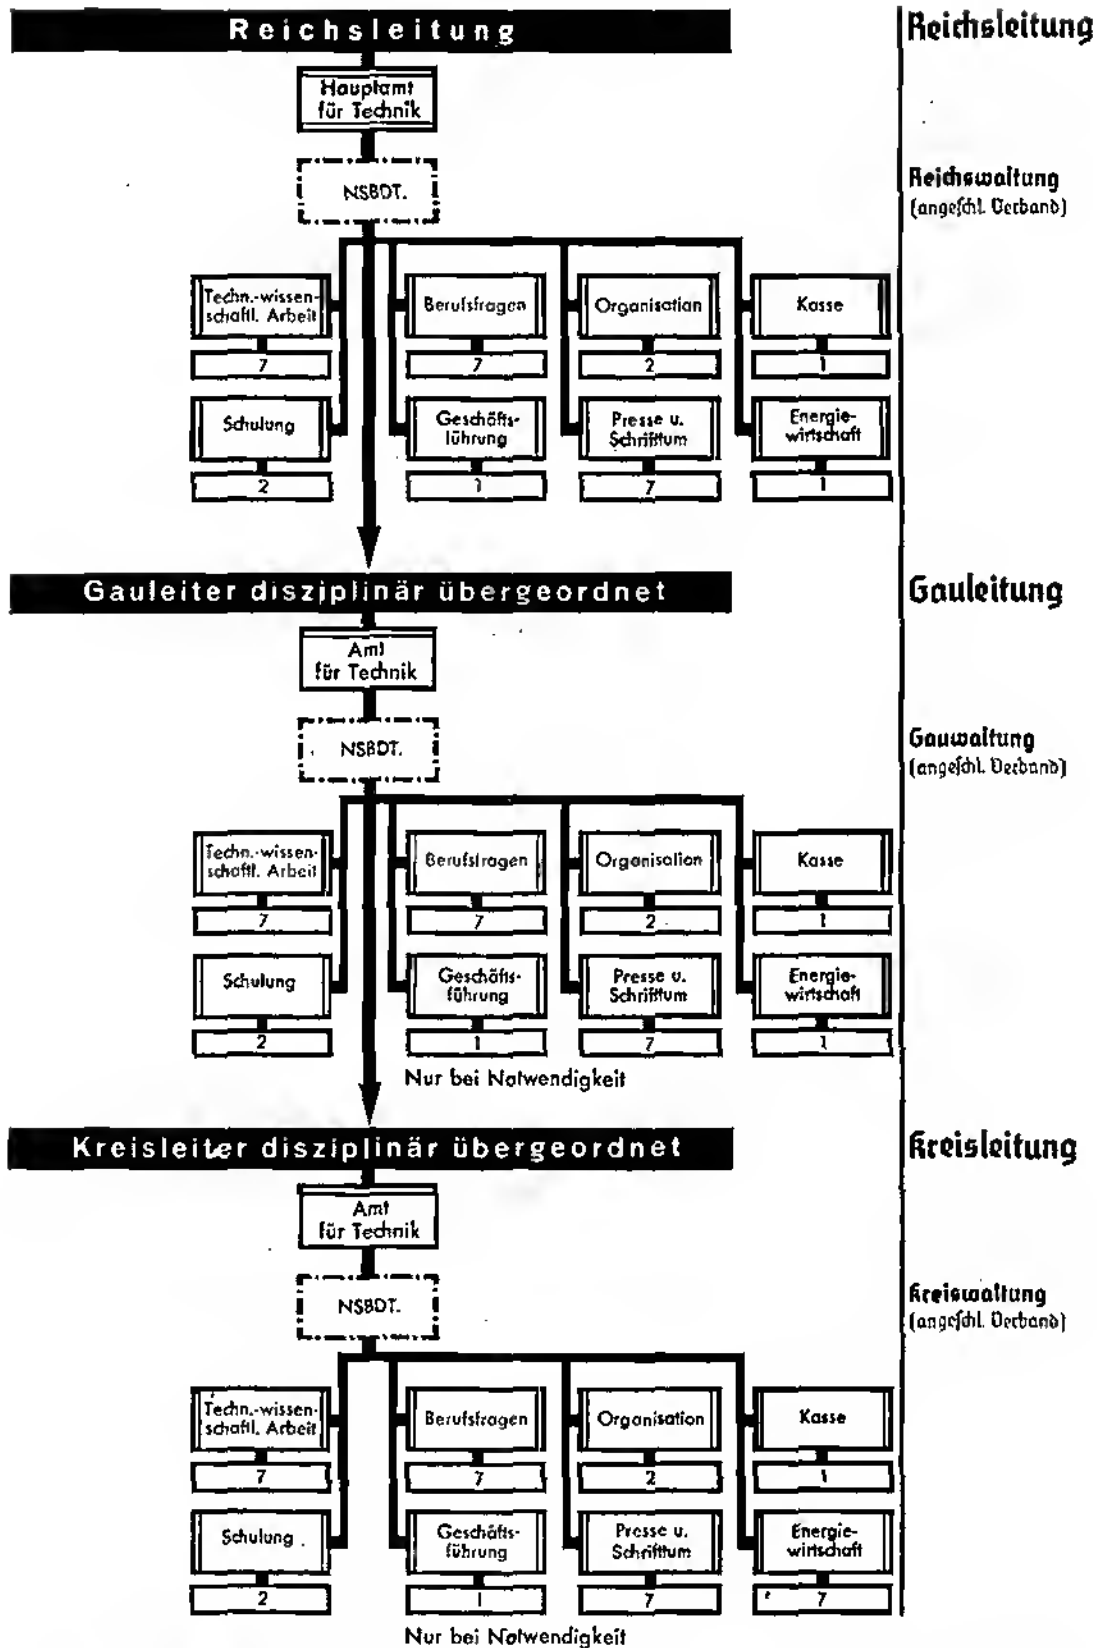 Reichsleitung
Reichsleitung
Hauptamt
für Technik
NSBDT.
Reichswaltung
(angeschl. Verband)
Techn.-wissen-
schaftl. Arbeit
Berufsfragen
Organisation
Kasse
7
7
2
1
Schulung
Geschäfts-
führung
Presse u.
Schrifttum
Energie-
wirtschaft
2
1
7
1
Gauleiter disziplinär übergeordnet
Gauleitung
Amt
für Technik
NSBDT.
Gauwaltung
(angeschl. Verband)
Techn.-wissen-
schaftl. Arbeit
Berufsfragen
Organisation
Kasse
7
7
2
1
Schulung
Geschäfts-
führung
Presse u.
Schrifttum
Energie-
wirtschaft
2
1
7
1
Nur bei Notwendigkeit
Kreisleiter disziplinär übergeordnet
Kreisleitung
Amt
für Technik
NSBDT.
Kreiswaltung
(angeschl. Verband)
Techn.-wissen-
schaftl. Arbeit
Berufsfragen
Organisation
Kasse
7
7
2
1
Schulung
Geschäfts-
führung
Presse u.
Schrifttum
Energie-
wirtschaft
2
1
7
7
Nur bei Notwendigkeit